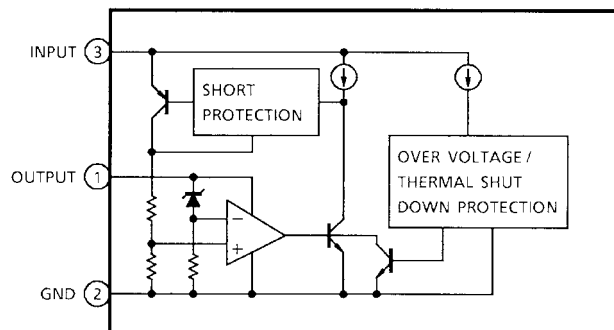 INPUT 3
SHORT
PROTECTION
OVER VOLTAGE /
THERMAL SHUT
DOWN PROTECTION
OUTPUT 1
−
+
GND 2